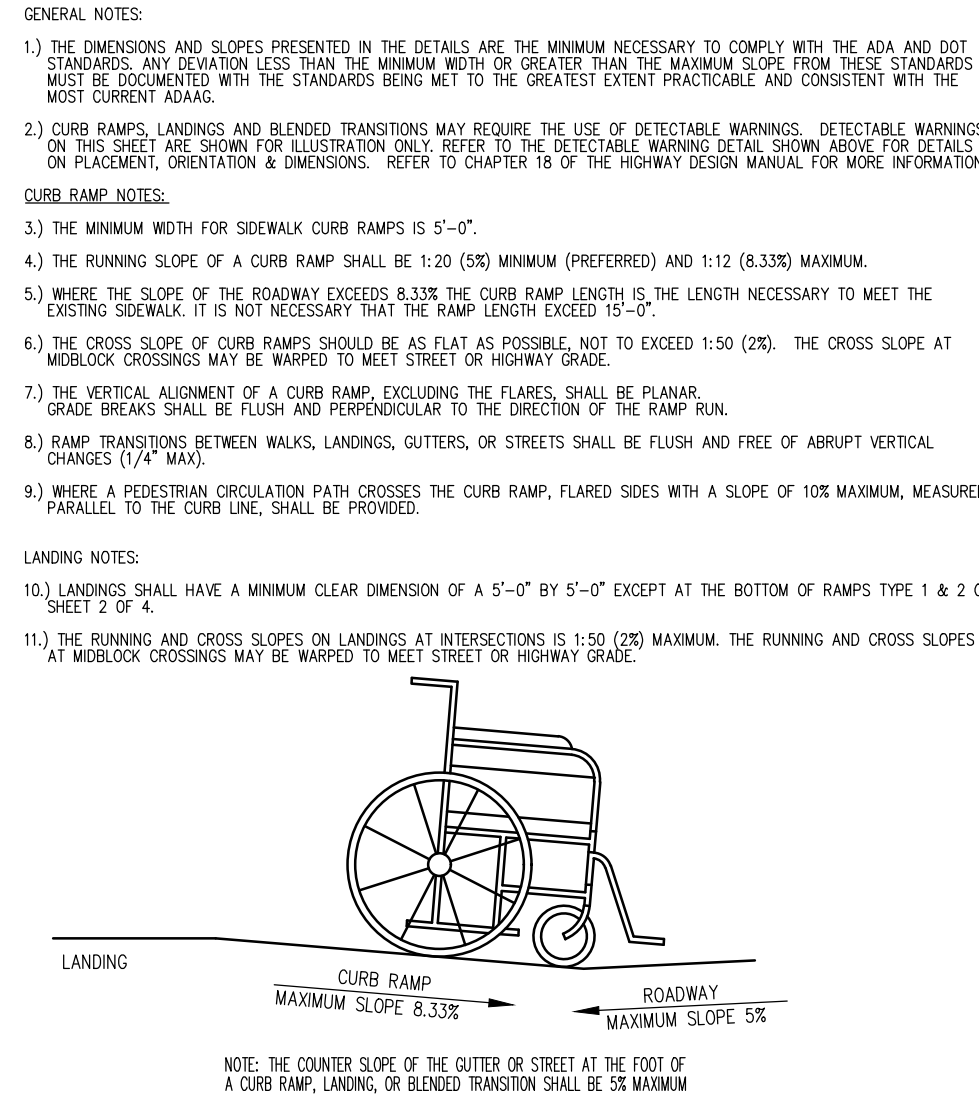 GENERAL NOTES:
1.) THE DIMENSIONS AND SLOPES PRESENTED IN THE DETAILS ARE THE MINIMUM NECESSARY TO COMPLY WITH THE ADA AND DOT
STANDARDS. ANY DEVIATION LESS THAN THE MINIMUM WIDTH OR GREATER THAN THE MAXIMUM SLOPE FROM THESE STANDARDS
MUST BE DOCUMENTED WITH THE STANDARDS BEING MET TO THE GREATEST EXTENT PRACTICABLE AND CONSISTENT WITH THE
MOST CURRENT ADAAG.
2.) CURB RAMPS, LANDINGS AND BLENDED TRANSITIONS MAY REQUIRE THE USE OF DETECTABLE WARNINGS. DETECTABLE WARNINGS
ON THIS SHEET ARE SHOWN FOR ILLUSTRATION ONLY. REFER TO THE DETECTABLE WARNING DETAIL SHOWN ABOVE FOR DETAILS
ON PLACEMENT, ORIENTATION & DIMENSIONS. REFER TO CHAPTER 18 OF THE HIGHWAY DESIGN MANUAL FOR MORE INFORMATION
CURB RAMP NOTES:
3.) THE MINIMUM WIDTH FOR SIDEWALK CURB RAMPS IS 5'-0".
4.) THE RUNNING SLOPE OF A CURB RAMP SHALL BE 1:20 (5%) MINIMUM (PREFERRED) AND 1:12 (8.33%) MAXIMUM.
5.) WHERE THE SLOPE OF THE ROADWAY EXCEEDS 8.33% THE CURB RAMP LENGTH IS THE LENGTH NECESSARY TO MEET THE
EXISTING SIDEWALK. IT IS NOT NECESSARY THAT THE RAMP LENGTH EXCEED 15'-0".
6.) THE CROSS SLOPE OF CURB RAMPS SHOULD BE AS FLAT AS POSSIBLE, NOT TO EXCEED 1:50 (2%). THE CROSS SLOPE AT
MIDBLOCK CROSSINGS MAY BE WARPED TO MEET STREET OR HIGHWAY GRADE.
7.) THE VERTICAL ALIGNMENT OF A CURB RAMP, EXCLUDING THE FLARES, SHALL BE PLANAR.
GRADE BREAKS SHALL BE FLUSH AND PERPENDICULAR TO THE DIRECTION OF THE RAMP RUN.
8.) RAMP TRANSITIONS BETWEEN WALKS, LANDINGS, GUTTERS, OR STREETS SHALL BE FLUSH AND FREE OF ABRUPT VERTICAL
CHANGES (1/4" MAX).
9.) WHERE A PEDESTRIAN CIRCULATION PATH CROSSES THE CURB RAMP, FLARED SIDES WITH A SLOPE OF 10% MAXIMUM, MEASURE
PARALLEL TO THE CURB LINE, SHALL BE PROVIDED.
LANDING NOTES:
10.) LANDINGS SHALL HAVE A MINIMUM CLEAR DIMENSION OF A 5'-0" BY 5'-0" EXCEPT AT THE BOTTOM OF RAMPS TYPE 1 & 2
SHEET 2 OF 4.
11.) THE RUNNING AND CROSS SLOPES ON LANDINGS AT INTERSECTIONS IS 1:50 (2%) MAXIMUM. THE RUNNING AND CROSS SLOPES
AT MIDBLOCK CROSSINGS MAY BE WARPED TO MEET STREET OR HIGHWAY GRADE.
LANDING
CURB RAMP
MAXIMUM SLOPE 8.33%
ROADWAY
MAXIMUM SLOPE 5%
NOTE: THE COUNTER SLOPE OF THE GUTTER OR STREET AT THE FOOT OF
A CURB RAMP, LANDING, OR BLENDED TRANSITION SHALL BE 5% MAXIMUM